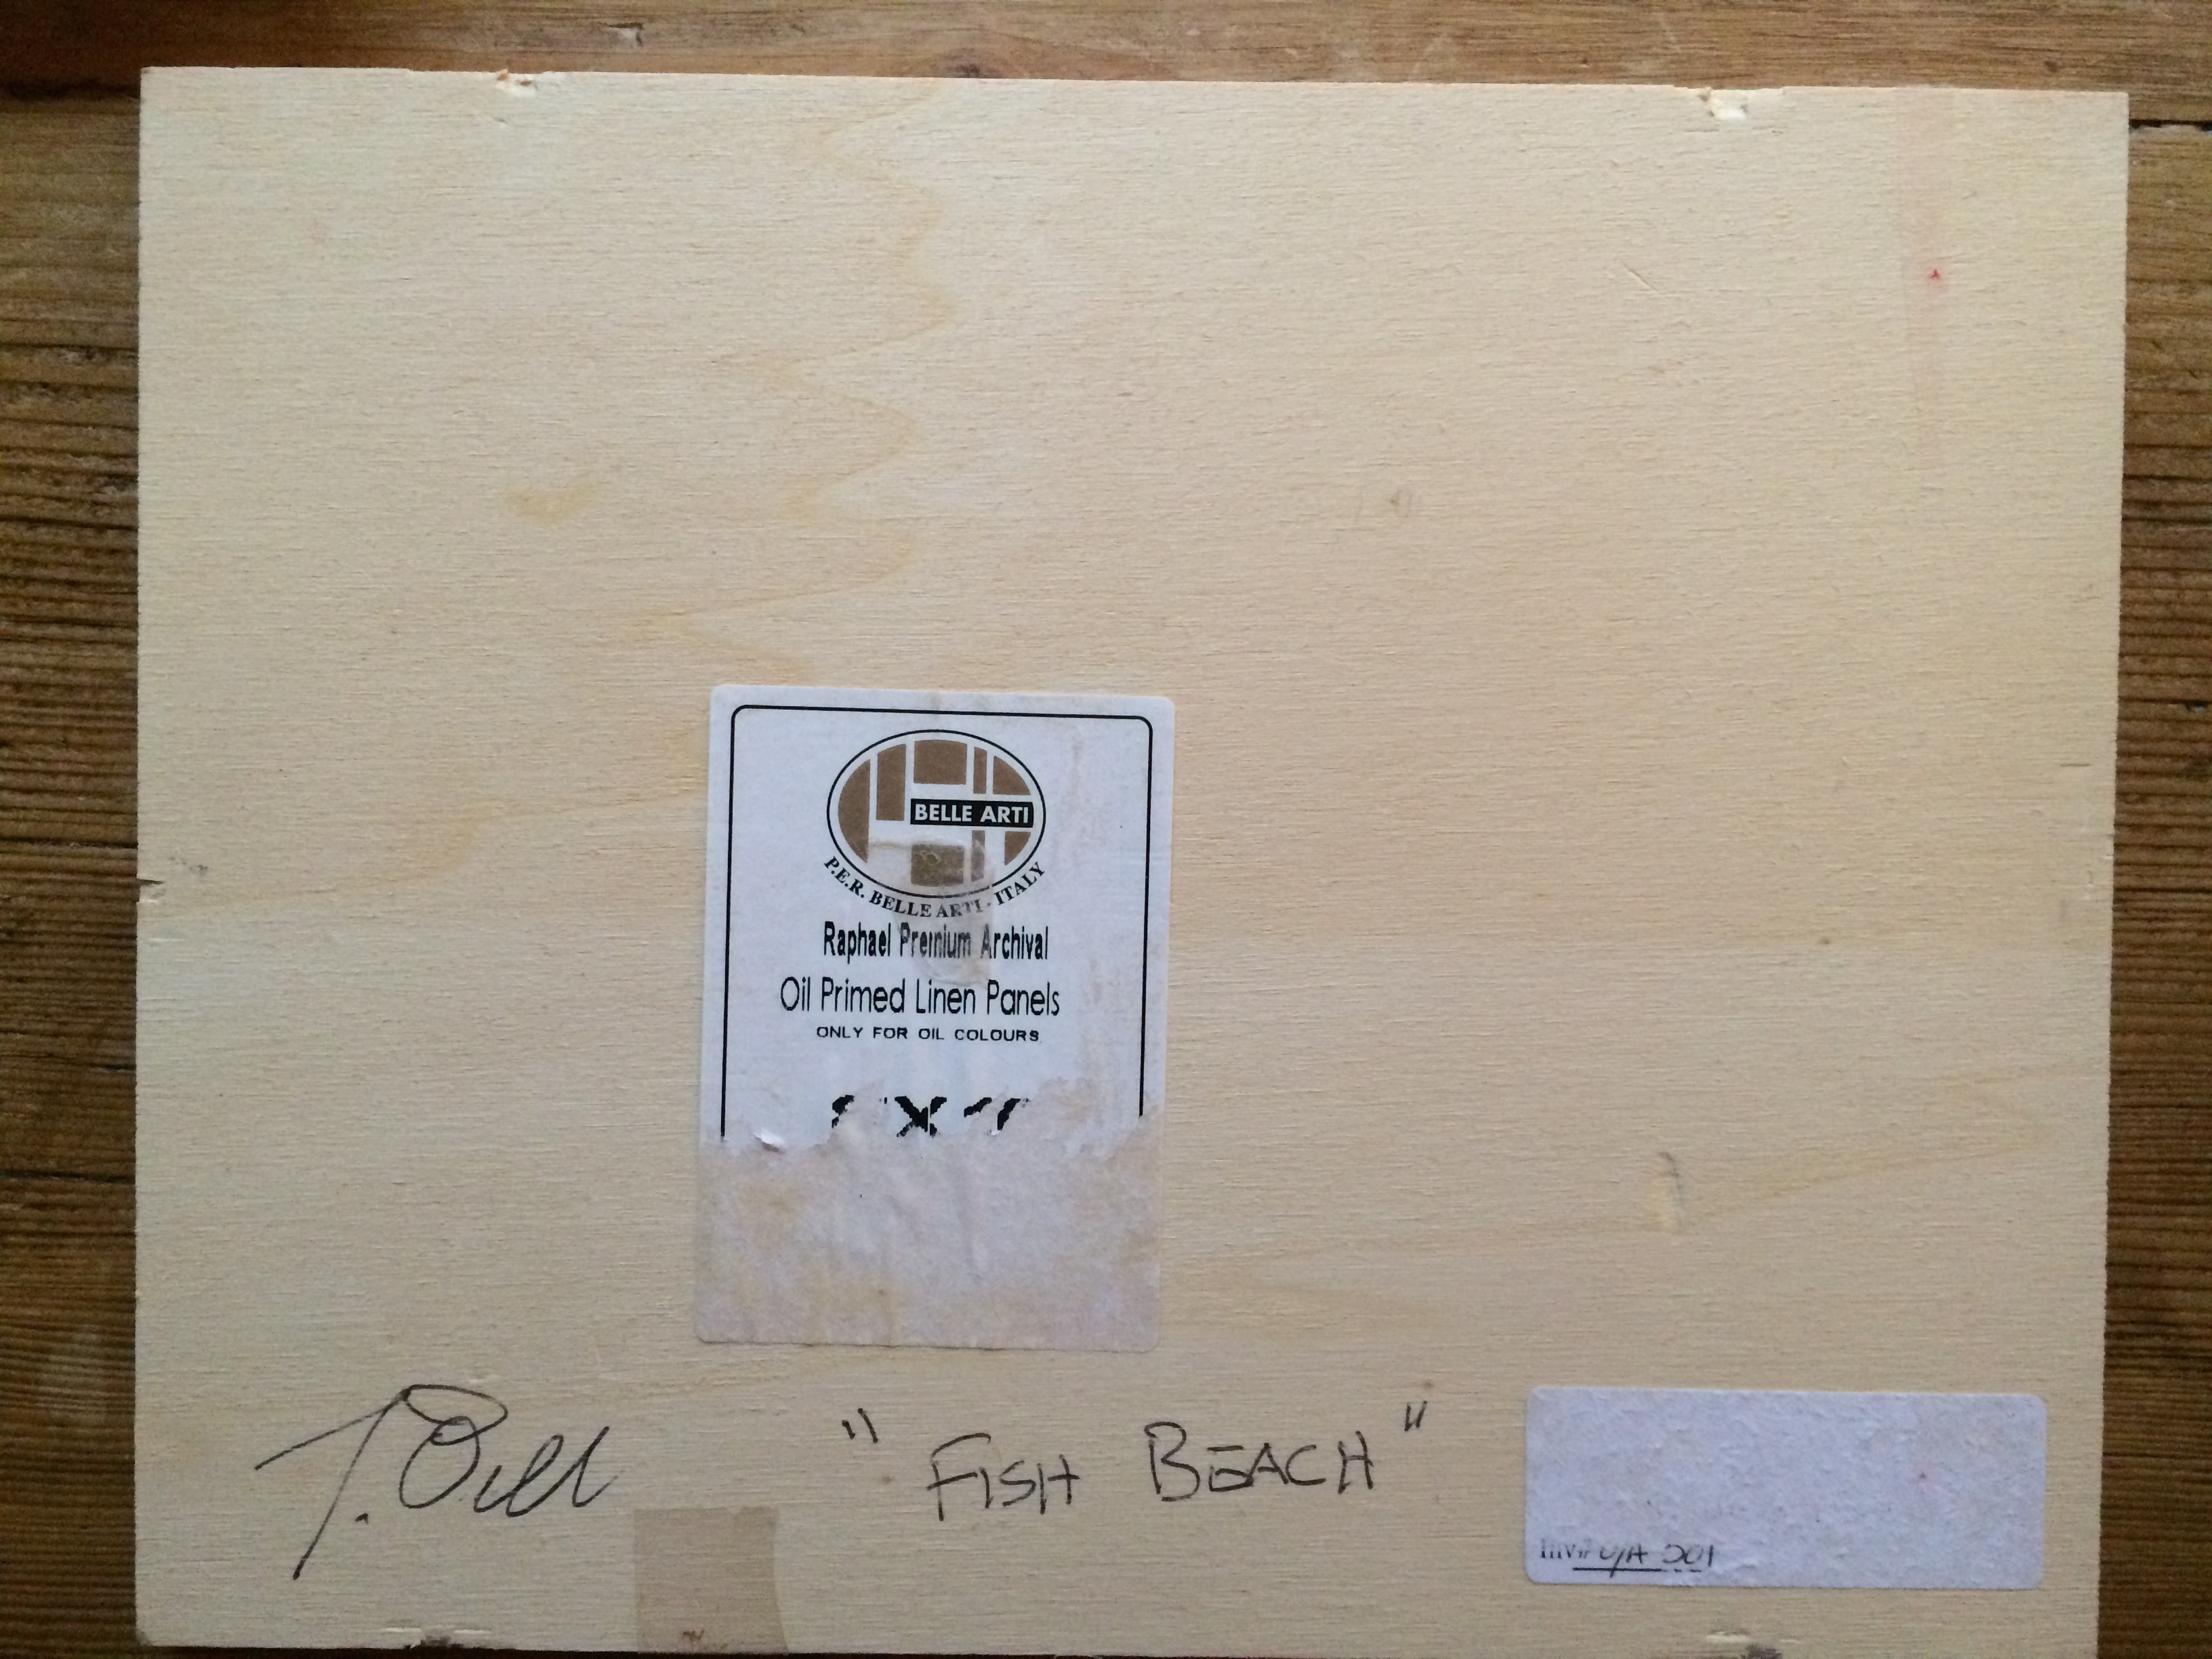 BELLE ARTI
P.E.R. BELLE ARTI - ITALY
Raphael Premium Archival
Oil Primed Linen Panels
ONLY FOR OIL COLOURS
X
"FISH BEACH"